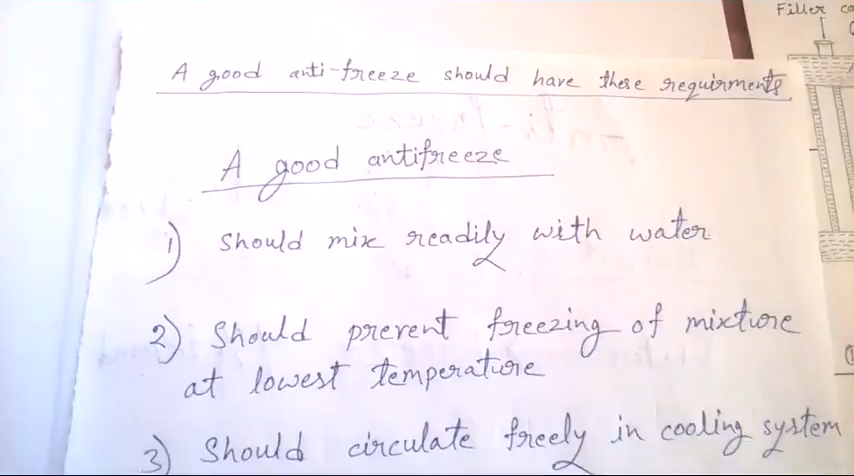 Filler
A good anti-freeze should have these requirments
A good antifreeze
1) Should mix readily with water
2) Should prevent freezing of mixture
at lowest temperature
3) Should circulate freely in cooling system